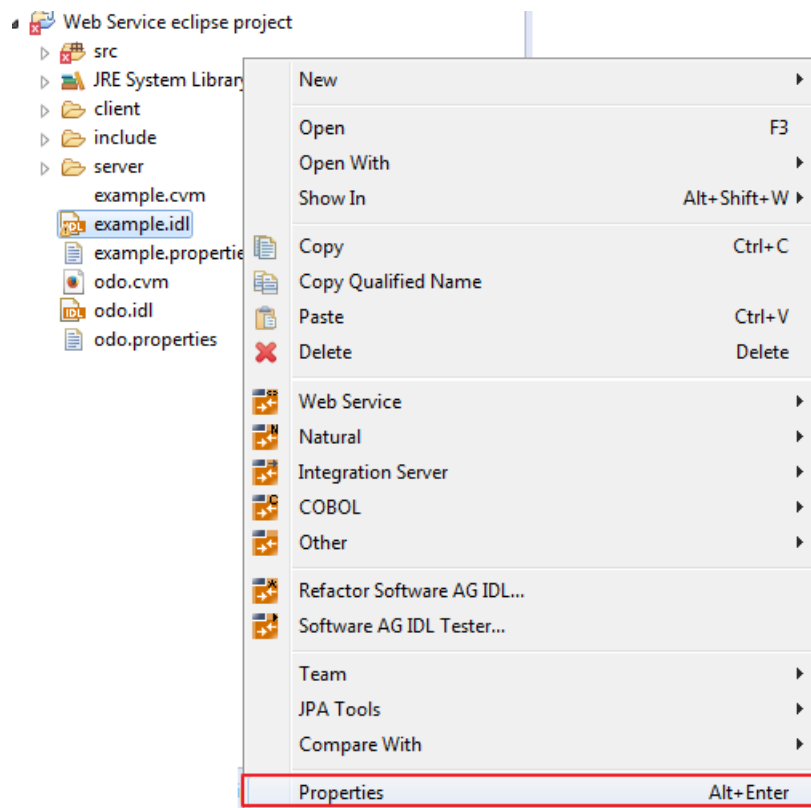 Web Service eclipse project
src
JRE System Library
client
include
server
example.cvm
IDL example.idl
example.propertie
odo.cvm
IDL odo.idl
odo.properties
New
Open F3
Open With
Show In Alt+Shift+W
Copy Ctrl+C
Copy Qualified Name
Paste Ctrl+V
Delete Delete
Web Service
N Natural
Integration Server
C COBOL
Other
Refactor Software AG IDL...
Software AG IDL Tester...
Team
JPA Tools
Compare With
Properties Alt+Enter